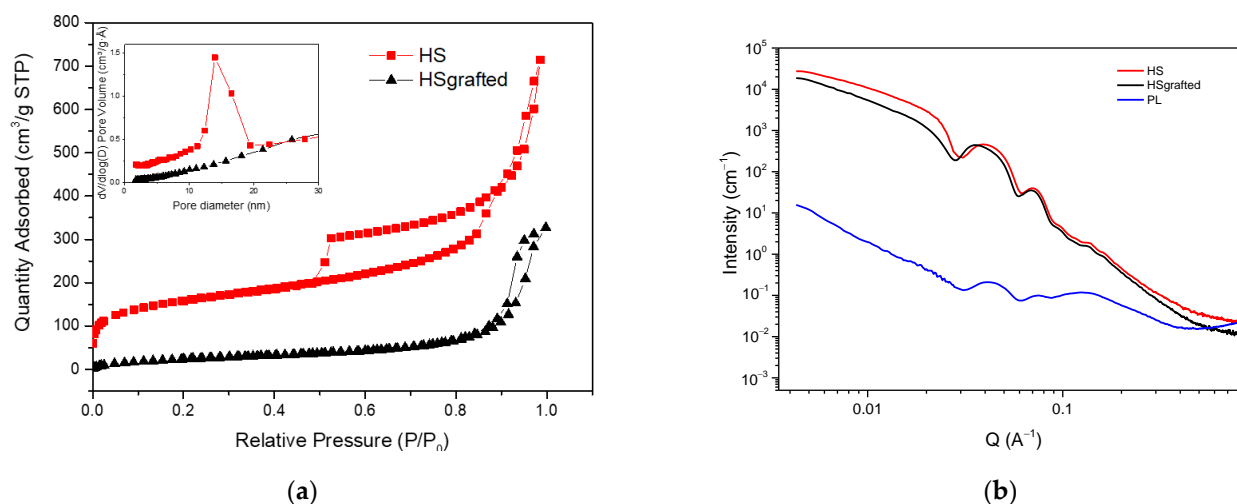 800
700
600
500
400
300
200
100
0
0.0 0.2 0.4 0.6 0.8 1.0
Quantity Adsorbed (cm³/g STP)
Relative Pressure (P/P₀)
HS
HSgrafted
1.5
1.0
0.5
0.0
0 10 20 30
dV/dlog(D) Pore Volume (cm³/g·Å)
Pore diameter (nm)
(a)
10⁵
10⁴
10³
10²
10¹
10⁰
10⁻¹
10⁻²
10⁻³
0.01 0.1
Intensity (cm⁻¹)
Q (A⁻¹)
HS
HSgrafted
PL
(b)